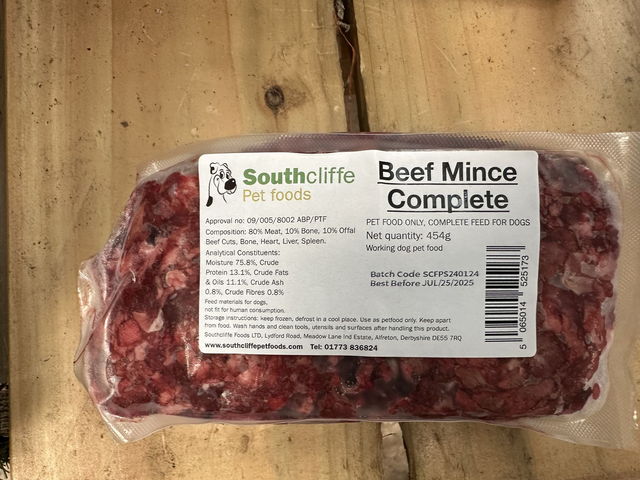 Southcliffe
Pet foods
Approval no: 09/005/8002 ABP/PTF
Composition: 80% Meat, 10% Bone, 10% Offal
Beef Cuts, Bone, Heart, Liver, Spleen.
Analytical Constituents:
Moisture 75.8%, Crude
Protein 13.1%, Crude Fats
& Oils 11.1%, Crude Ash
0.8%, Crude Fibres 0.8%
Feed materials for dogs,
not fit for human consumption.
Storage instructions: keep frozen, defrost in a cool place. Use as petfood only. Keep apart
from food. Wash hands and clean tools, utensils and surfaces after handling this product.
Southcliffe Foods LTD, Lydford Road, Meadow Lane Ind Estate, Alfreton, Derbyshire DE55 7RQ
www.southcliffepetfoods.com Tel: 01773 836824
Beef Mince
Complete
PET FOOD ONLY, COMPLETE FEED FOR DOGS
Net quantity: 454g
Working dog pet food
Batch Code SCFPS240124
Best Before JUL/25/2025
5 065014 525173